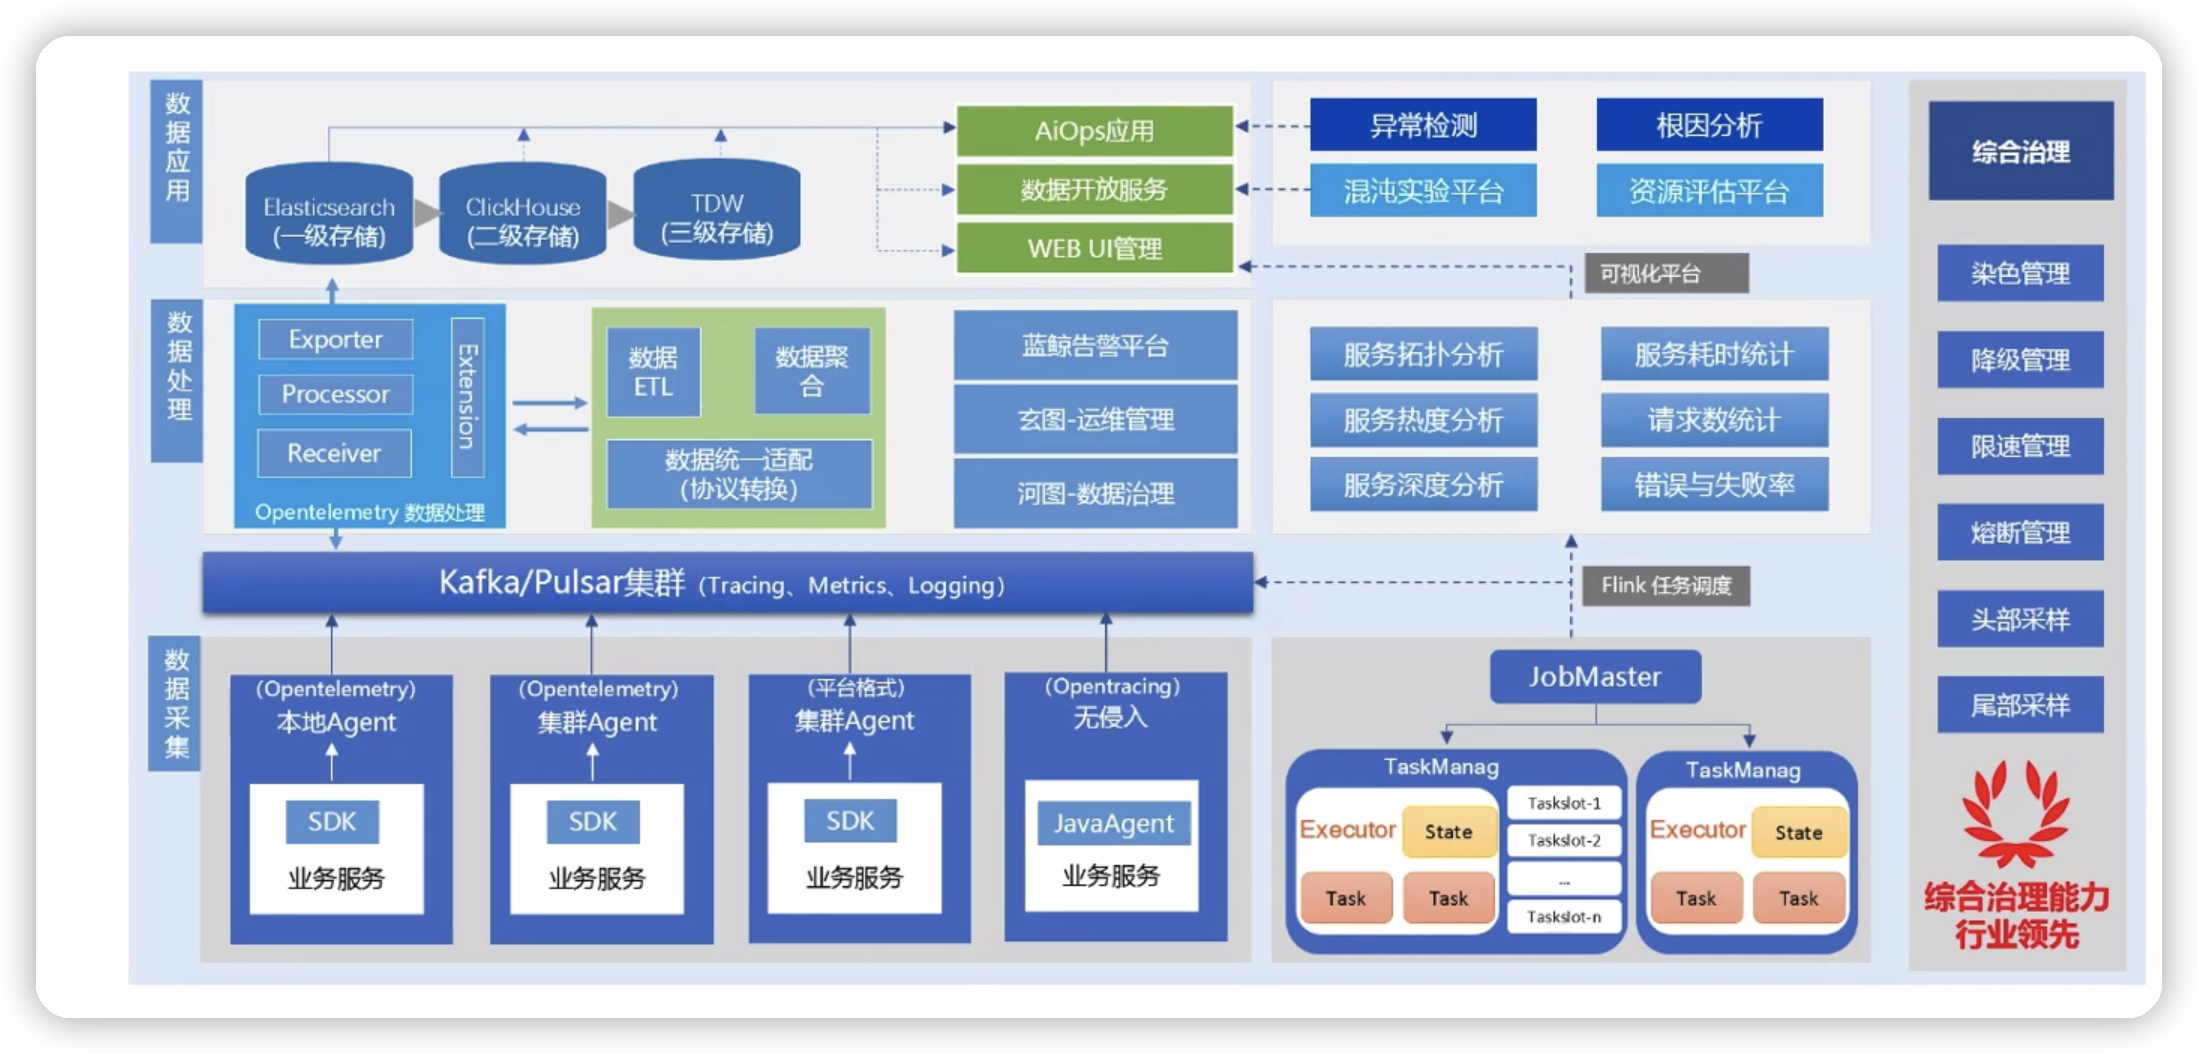 数据应用
Elasticsearch
(一级存储)
ClickHouse
(二级存储)
TDW
(三级存储)
AiOps应用
数据开放服务
WEB UI管理
异常检测
根因分析
混沌实验平台
资源评估平台
可视化平台
数据处理
Exporter
Processor
Receiver
Extension
Opentelemetry 数据处理
数据
ETL
数据聚
合
数据统一适配
(协议转换)
蓝鲸告警平台
玄图-运维管理
河图-数据治理
服务拓扑分析
服务耗时统计
服务热度分析
请求数统计
服务深度分析
错误与失败率
Kafka/Pulsar集群（Tracing、Metrics、Logging）
Flink 任务调度
数据采集
(Opentelemetry)
本地Agent
SDK
业务服务
(Opentelemetry)
集群Agent
SDK
业务服务
(平台格式)
集群Agent
SDK
业务服务
(Opentracing)
无侵入
JavaAgent
业务服务
JobMaster
TaskManag
Executor
State
Task
Task
Taskslot-1
Taskslot-2
...
Taskslot-n
TaskManag
Executor
State
Task
Task
综合治理
染色管理
降级管理
限速管理
熔断管理
头部采样
尾部采样
综合治理能力
行业领先